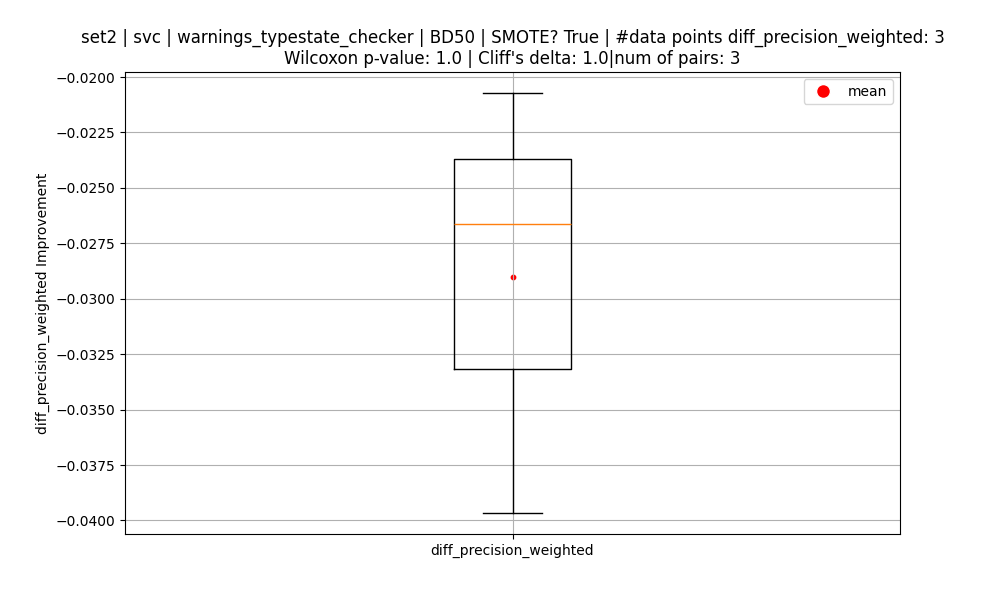 set2 | svc | warnings_typestate_checker | BD50 | SMOTE? True | #data points diff_precision_weighted: 3
Wilcoxon p-value: 1.0 | Cliff's delta: 1.0|num of pairs: 3
mean
−0.0200
−0.0225
−0.0250
−0.0275
−0.0300
−0.0325
−0.0350
−0.0375
−0.0400
diff_precision_weighted Improvement
diff_precision_weighted